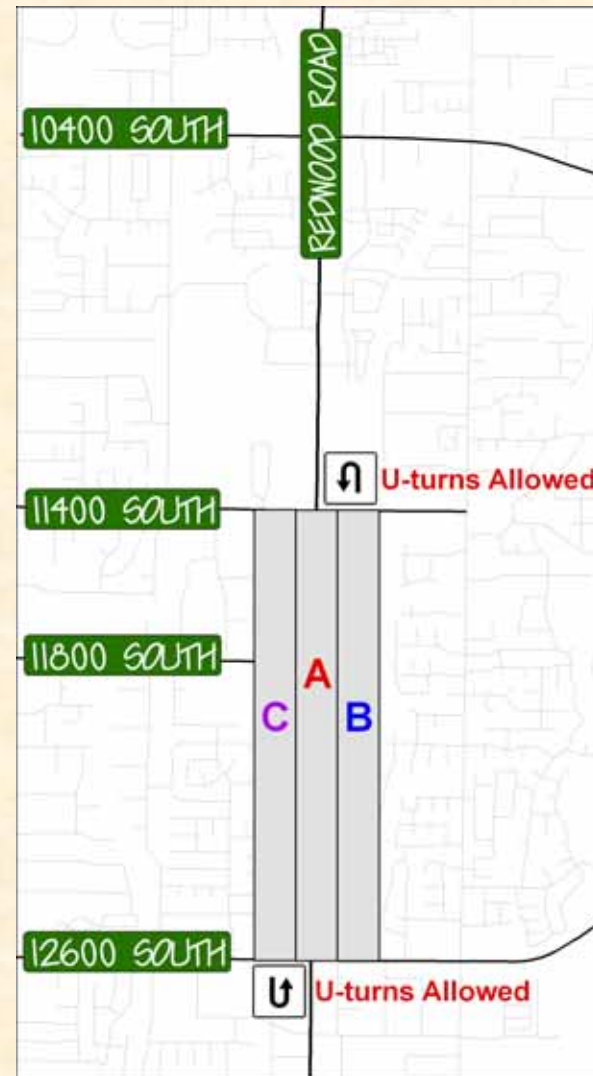 REDWOOD ROAD
10400 SOUTH
U-turns Allowed
11400 SOUTH
11800 SOUTH
A
C
B
12600 SOUTH
U-turns Allowed